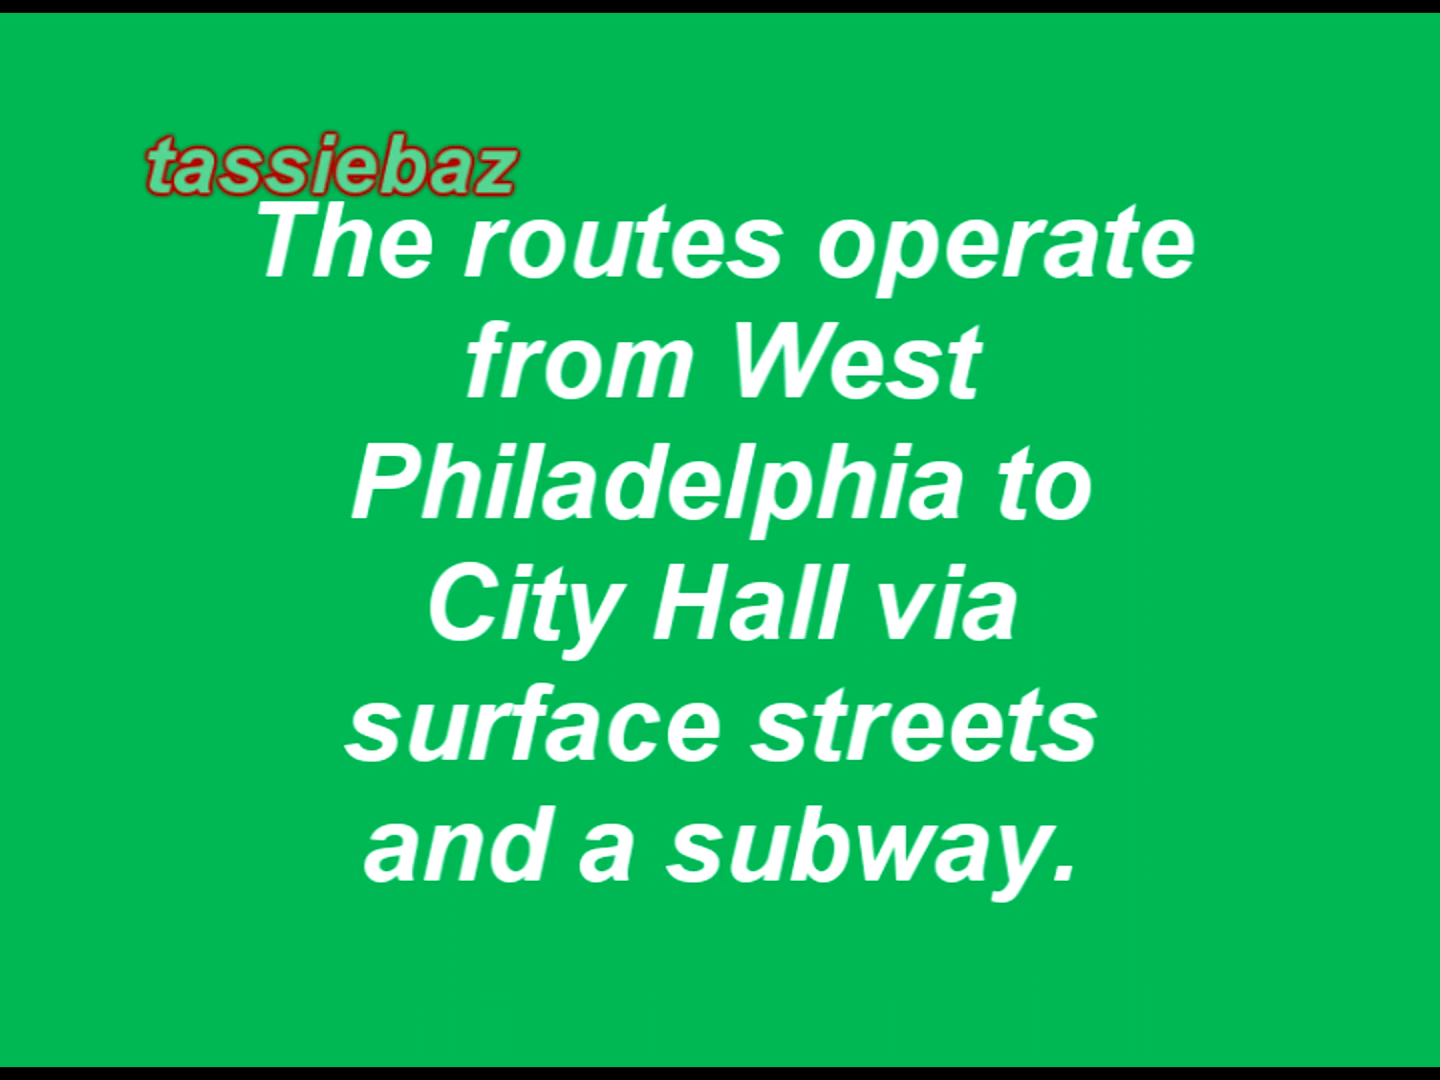 tassiebaz
The routes operate
from West
Philadelphia to
City Hall via
surface streets
and a subway.